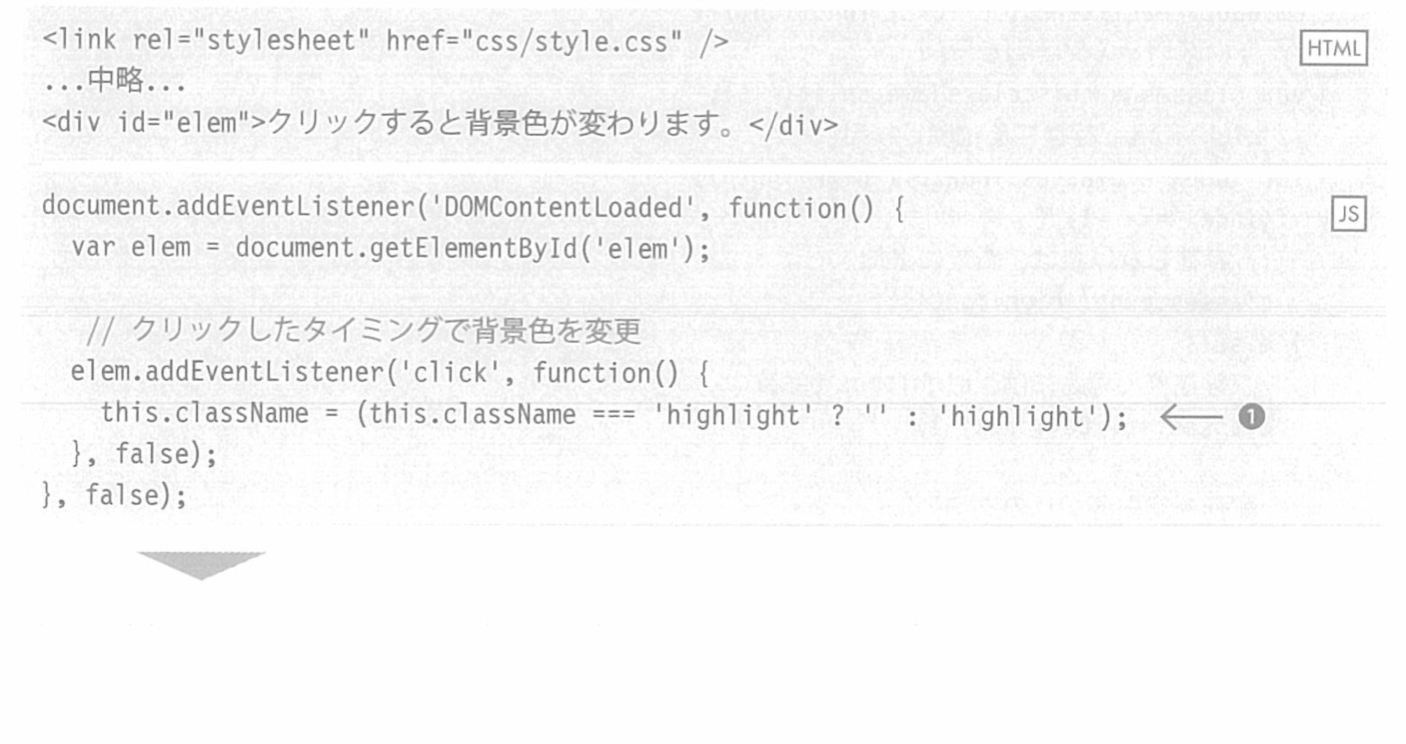 <link rel="stylesheet" href="css/style.css" />
HTML
...中略...
<div id="elem">クリックすると背景色が変わります。</div>
document.addEventListener('DOMContentLoaded', function() {
JS
  var elem = document.getElementById('elem');
  // クリックしたタイミングで背景色を変更
  elem.addEventListener('click', function() {
    this.className = (this.className === 'highlight' ? '' : 'highlight'); ← ❶
  }, false);
}, false);